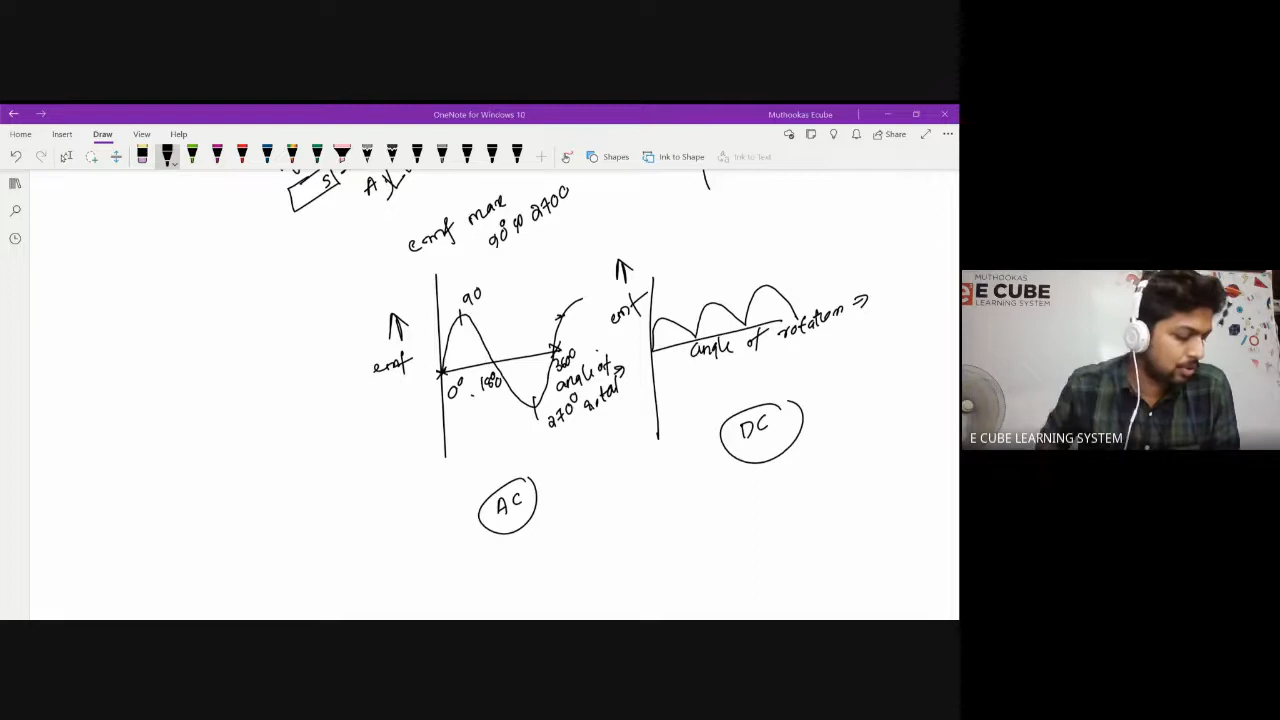 OneNote for Windows 10
Muthookas Ecube
Home Insert Draw View Help
Share
Shapes
Ink to Shape
Ink to Text
S
A
emf max
90° 2700
90
emf
0° 180
360
angle of
270°
emf
angle of rotation
DC
AC
MUTHOOKAS
E CUBE
LEARNING SYSTEM
E CUBE LEARNING SYSTEM